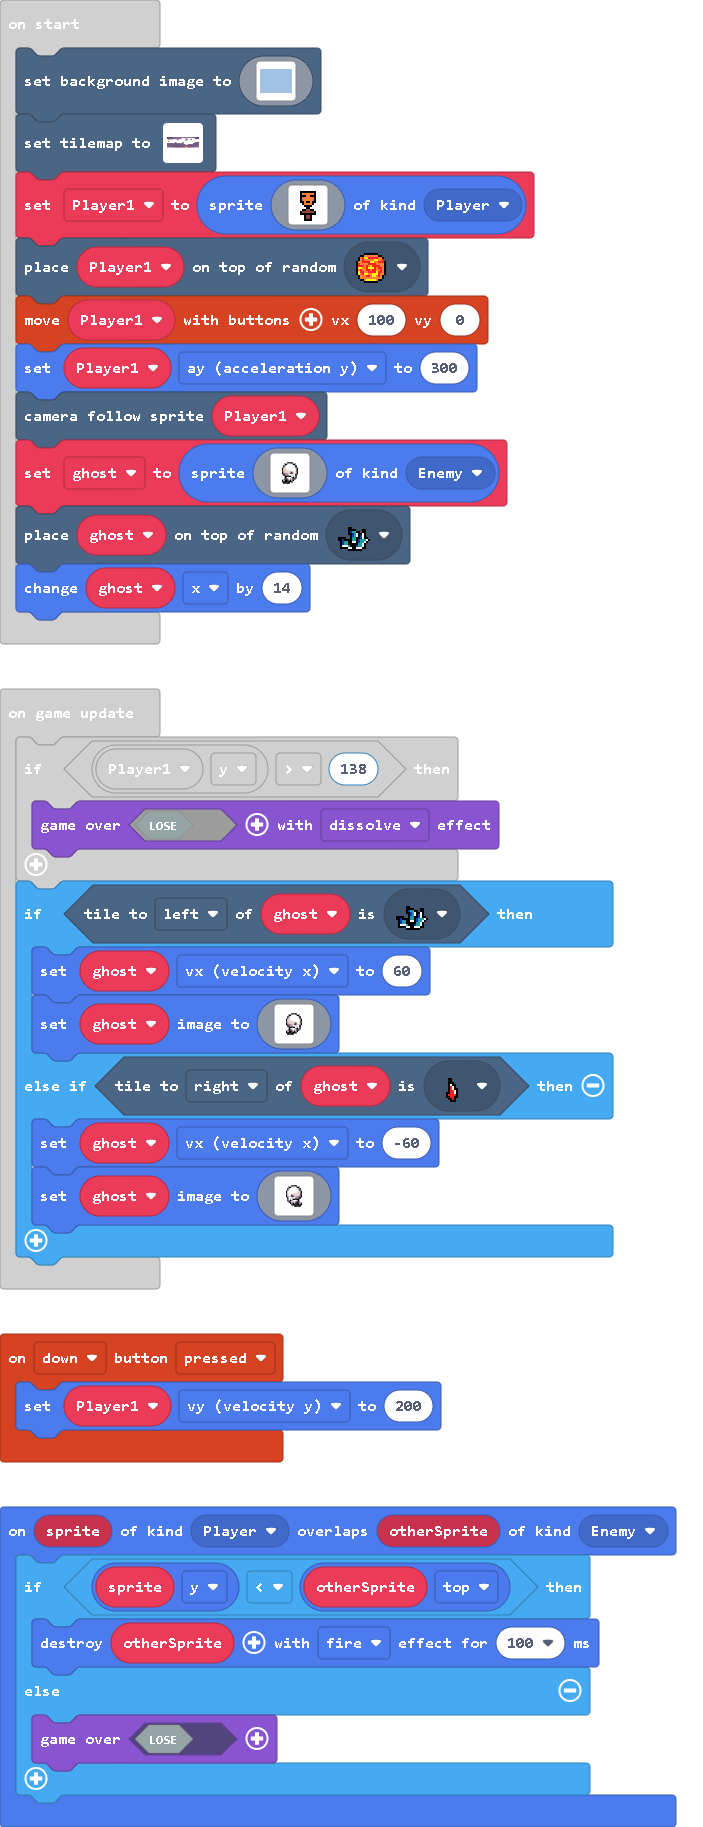 on start
set background image to
set tilemap to
set Player1 to sprite of kind Player
place Player1 on top of random
move Player1 with buttons vx 100 vy 0
set Player1 ay (acceleration y) to 300
camera follow sprite Player1
set ghost to sprite of kind Enemy
place ghost on top of random
change ghost x by 14
on game update
if Player1 y > 138 then
game over LOSE with dissolve effect
if tile to left of ghost is then
set ghost vx (velocity x) to 60
set ghost image to
else if tile to right of ghost is then
set ghost vx (velocity x) to -60
set ghost image to
on down button pressed
set Player1 vy (velocity y) to 200
on sprite of kind Player overlaps otherSprite of kind Enemy
if sprite y < otherSprite top then
destroy otherSprite with fire effect for 100 ms
else
game over LOSE